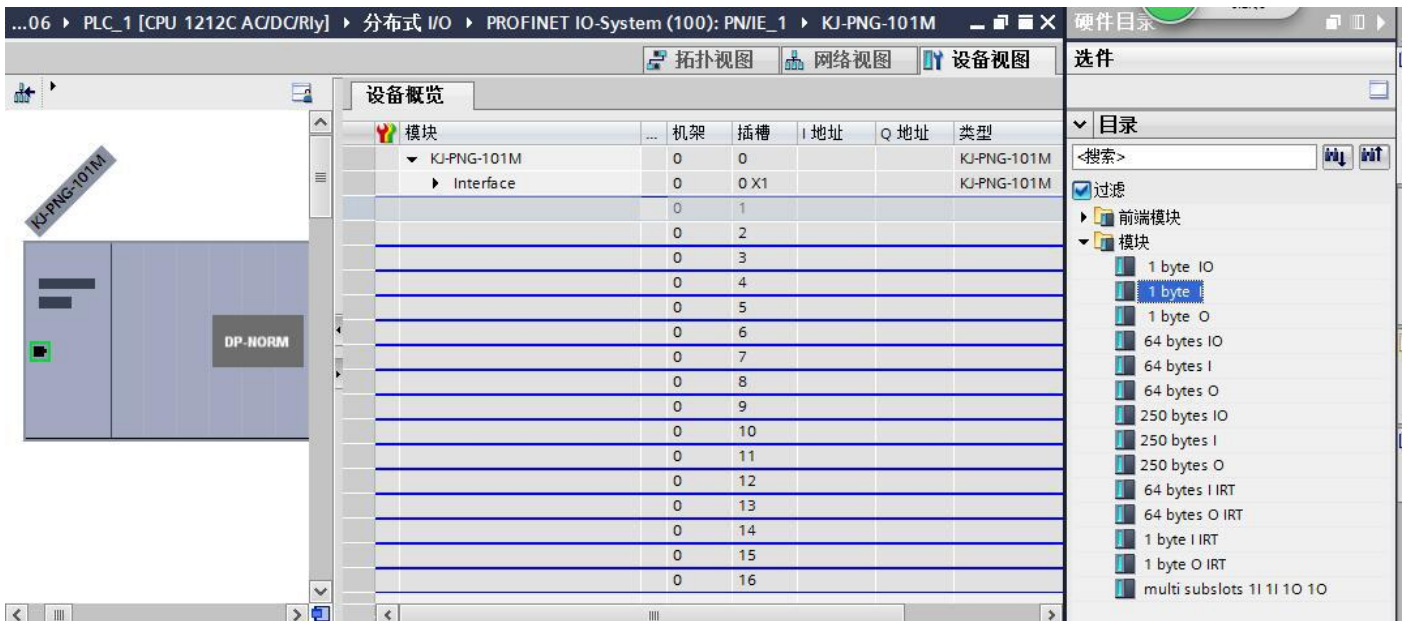 ...06 ▸ PLC_1 [CPU 1212C AC/DC/Rly] ▸ 分布式 I/O ▸ PROFINET IO-System (100): PN/IE_1 ▸ KJ-PNG-101M
硬件目录
拓扑视图 网络视图 设备视图
选件
设备概览
模块 ... 机架 插槽 I 地址 Q 地址 类型
KJ-PNG-101M 0 0 KJ-PNG-101M
Interface 0 0 X1 KJ-PNG-101M
0 1
0 2
0 3
0 4
0 5
0 6
0 7
0 8
0 9
0 10
0 11
0 12
0 13
0 14
0 15
0 16
KJ-PNG-101M
DP-NORM
目录
<搜索>
过滤
前端模块
模块
1 byte IO
1 byte I
1 byte O
64 bytes IO
64 bytes I
64 bytes O
250 bytes IO
250 bytes I
250 bytes O
64 bytes I IRT
64 bytes O IRT
1 byte I IRT
1 byte O IRT
multi subslots 1I 1I 1O 1O